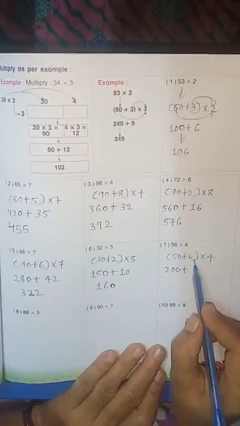 ultiply as per example :
Example : Multiply : 34 × 3
34 × 3
30 4
→ 3
30 × 3 = 90 4 × 3 = 12
90 + 12
102
Example :
83 × 3
(80 + 3) × 3
240 + 9
249
(1) 53 × 2
(50+3) × 2
100 + 6
106
(2) 65 × 7
(60+5) × 7
420 + 35
455
(3) 98 × 4
(90+8) × 4
360 + 32
392
(4) 72 × 8
(70+2) × 8
560 + 16
576
(5) 46 × 7
(40+6) × 7
280 + 42
322
(6) 32 × 5
(30+2) × 5
150 + 10
160
(7) 56 × 4
(50+6) × 4
200 +
(8) 86 × 3
(9) 90 × 7
(10) 68 × 9